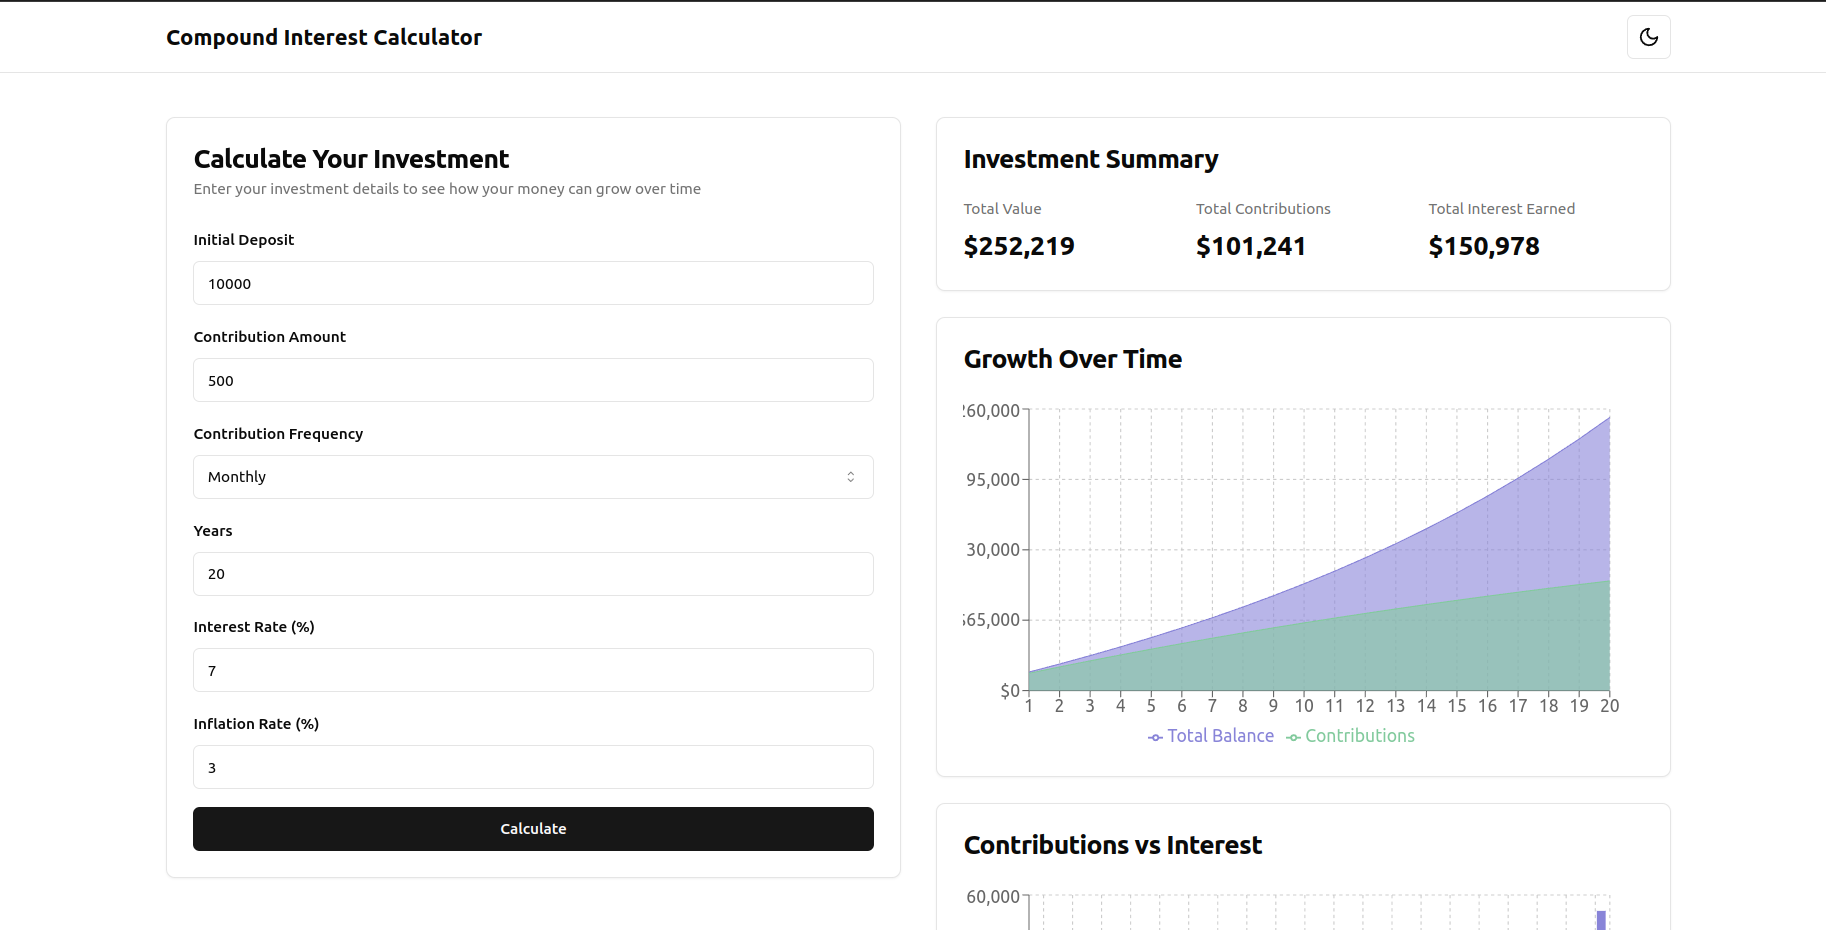 Compound Interest Calculator
Calculate Your Investment
Enter your investment details to see how your money can grow over time
Initial Deposit
10000
Contribution Amount
500
Contribution Frequency
Monthly
Years
20
Interest Rate (%)
7
Inflation Rate (%)
3
Calculate
Investment Summary
Total Value Total Contributions Total Interest Earned
$252,219 $101,241 $150,978
Growth Over Time
60,000
95,000
30,000
65,000
$0
1 2 3 4 5 6 7 8 9 10 11 12 13 14 15 16 17 18 19 20
Total Balance Contributions
Contributions vs Interest
60,000